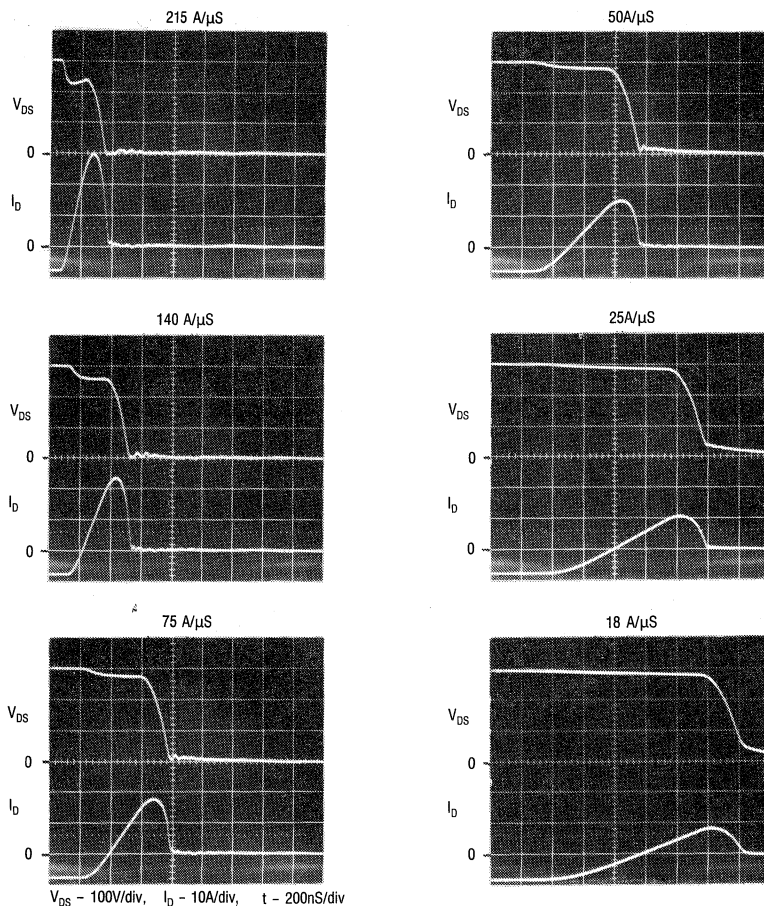 215 A/µS
V_DS
0
I_D
0
50A/µS
V_DS
0
I_D
0
140 A/µS
V_DS
0
I_D
0
25A/µS
V_DS
0
I_D
0
75 A/µS
V_DS
0
I_D
0
18 A/µS
V_DS
0
I_D
0
V_DS – 100V/div, I_D – 10A/div, t – 200nS/div